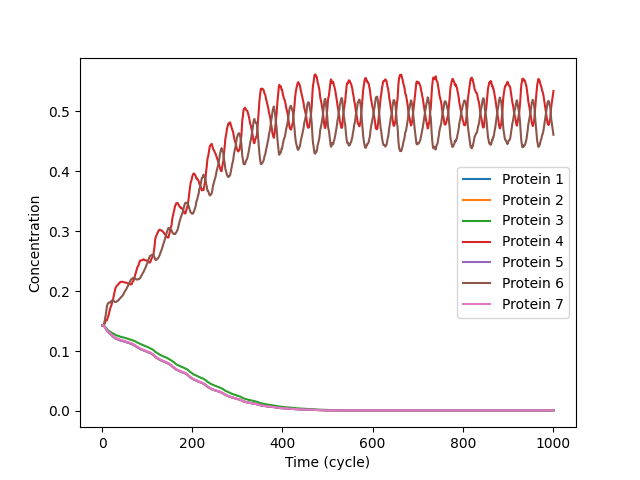 0.5
0.4
0.3
0.2
0.1
0.0
Concentration
0 200 400 600 800 1000
Time (cycle)
Protein 1
Protein 2
Protein 3
Protein 4
Protein 5
Protein 6
Protein 7